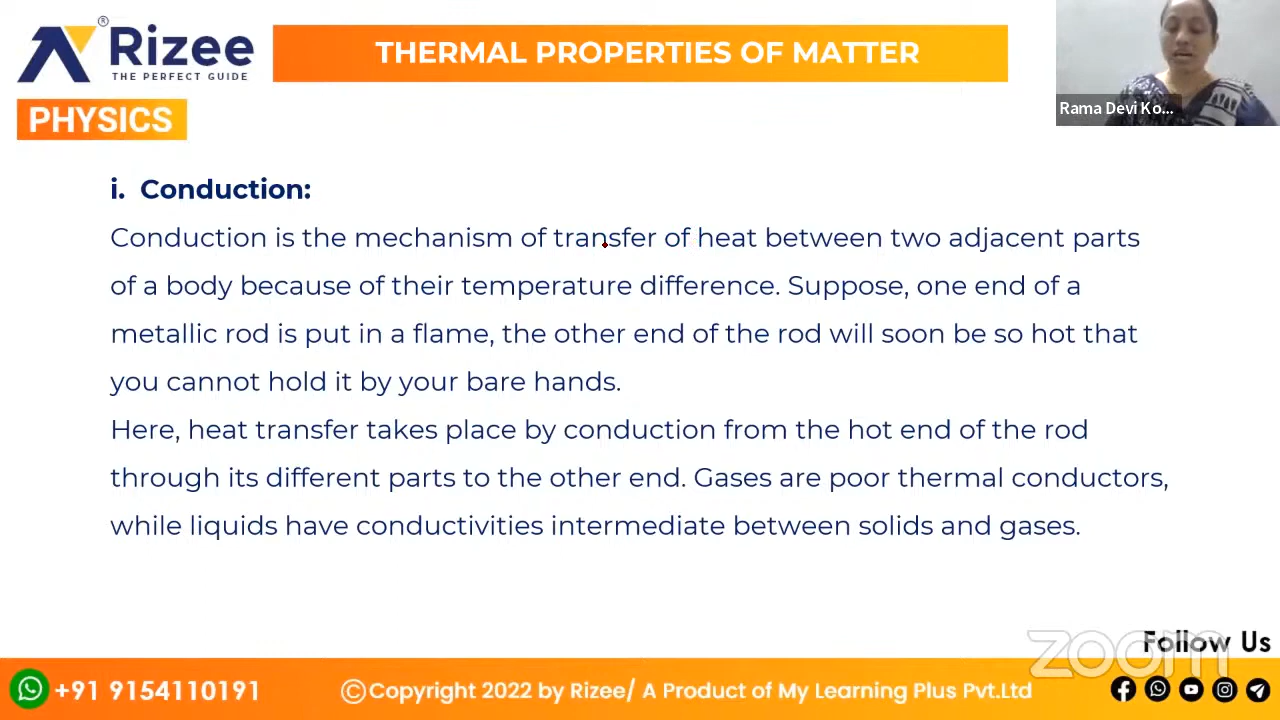 Rizee®
THE PERFECT GUIDE
THERMAL PROPERTIES OF MATTER
PHYSICS
Rama Devi Ko...
i. Conduction:
Conduction is the mechanism of transfer of heat between two adjacent parts
of a body because of their temperature difference. Suppose, one end of a
metallic rod is put in a flame, the other end of the rod will soon be so hot that
you cannot hold it by your bare hands.
Here, heat transfer takes place by conduction from the hot end of the rod
through its different parts to the other end. Gases are poor thermal conductors,
while liquids have conductivities intermediate between solids and gases.
zoom
Follow Us
+91 9154110191
©Copyright 2022 by Rizee/ A Product of My Learning Plus Pvt.Ltd